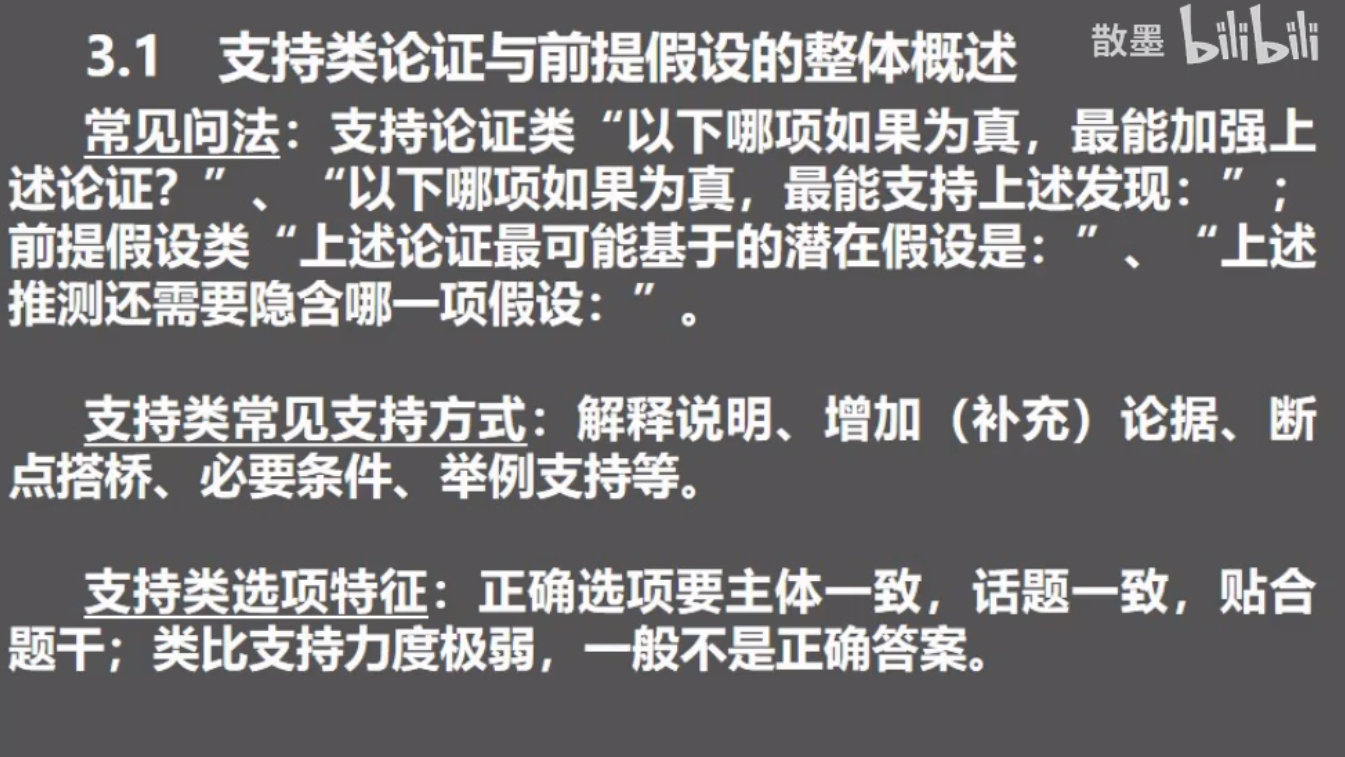 散墨 bilibili
3.1 支持类论证与前提假设的整体概述
常见问法：支持论证类“以下哪项如果为真，最能加强上
述论证？”、“以下哪项如果为真，最能支持上述发现：”；
前提假设类“上述论证最可能基于的潜在假设是：”、“上述
推测还需要隐含哪一项假设：”。
支持类常见支持方式：解释说明、增加（补充）论据、断
点搭桥、必要条件、举例支持等。
支持类选项特征：正确选项要主体一致，话题一致，贴合
题干；类比支持力度极弱，一般不是正确答案。